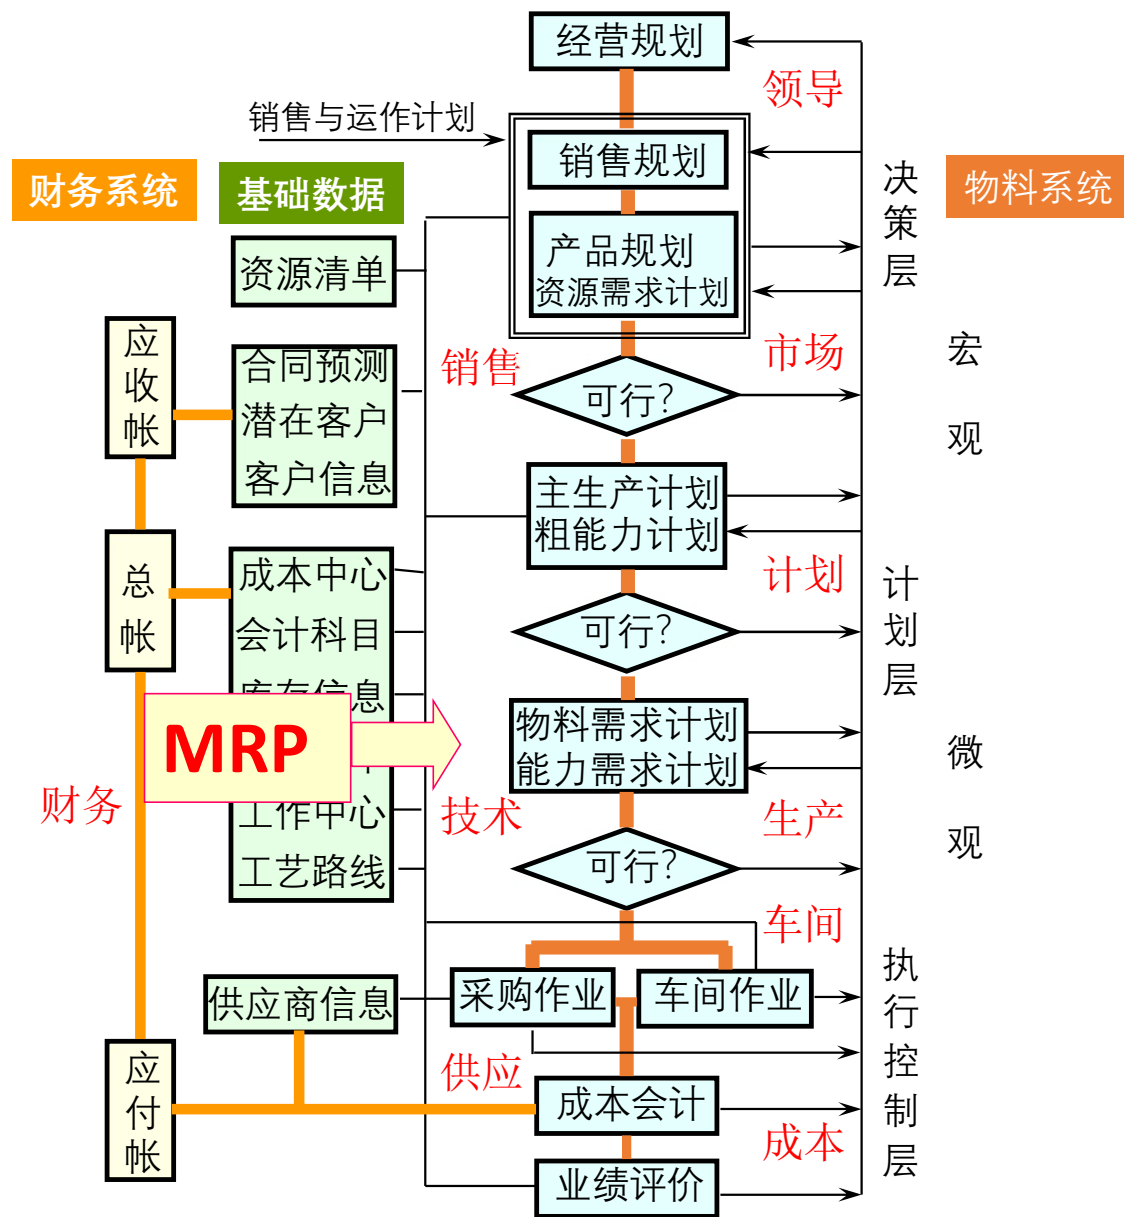 经营规划
领导
销售与运作计划
销售规划
财务系统
基础数据
决策层
物料系统
资源清单
产品规划
资源需求计划
应收帐
合同预测
潜在客户
客户信息
销售
市场
宏观
可行?
主生产计划
粗能力计划
总帐
成本中心
会计科目
库存信息
计划
计划层
可行?
MRP
物料需求计划
能力需求计划
微观
财务
工作中心
工艺路线
技术
生产
可行?
车间
供应商信息
采购作业
车间作业
执行控制层
应付帐
供应
成本会计
成本
业绩评价